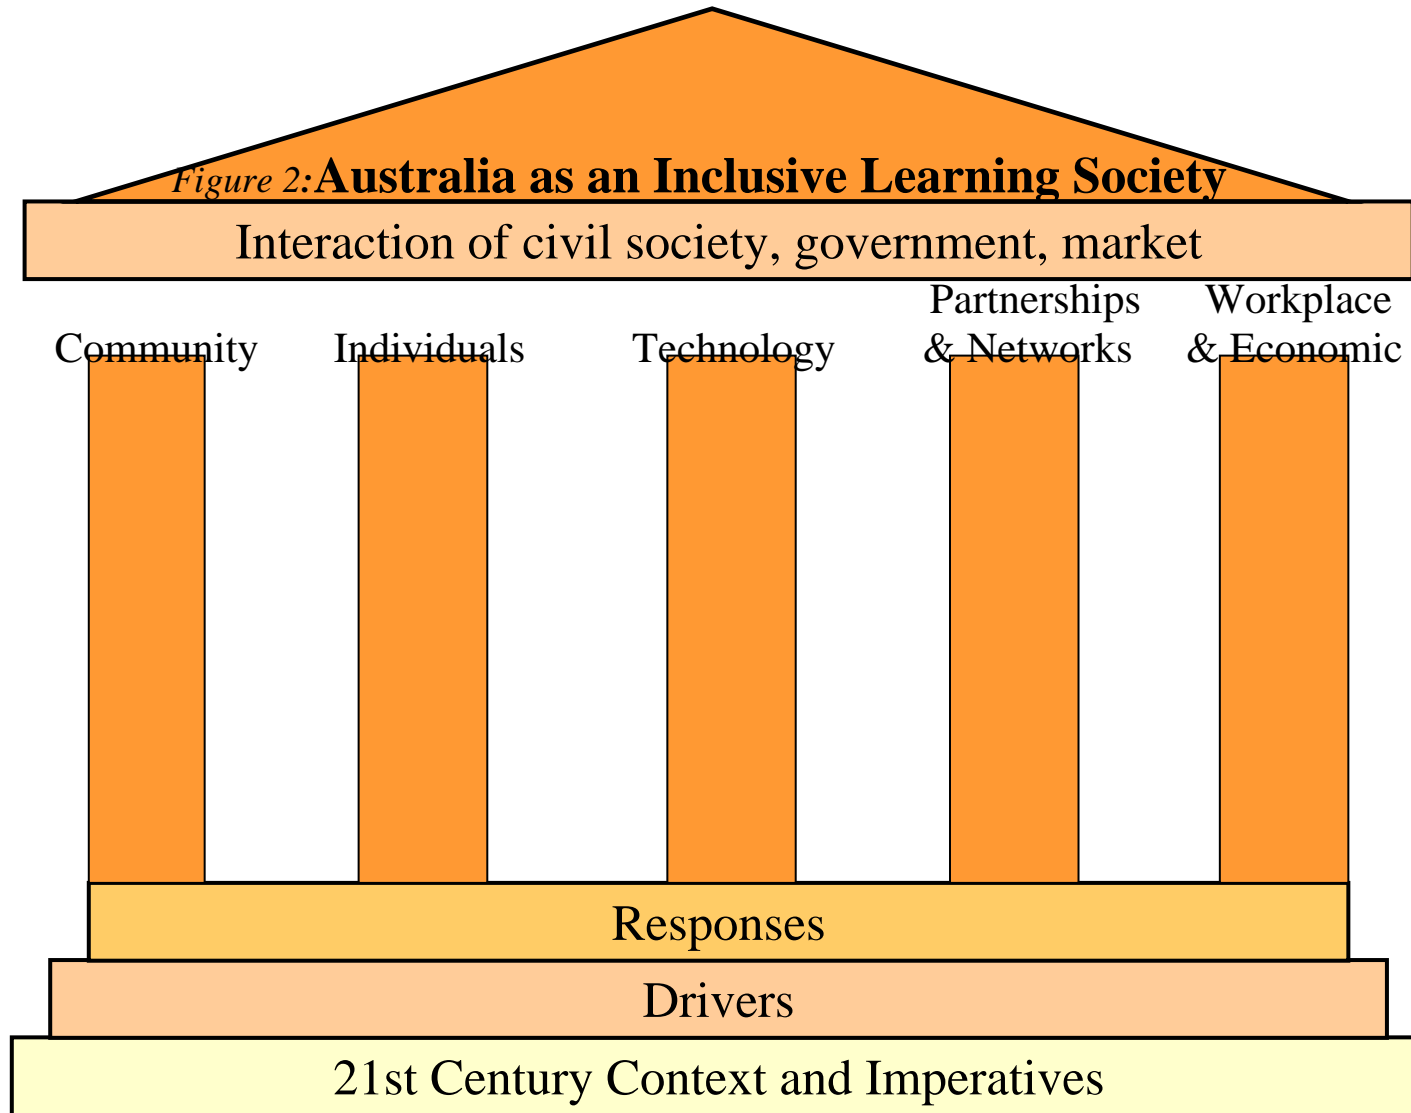 Figure 2:Australia as an Inclusive Learning Society
Interaction of civil society, government, market
Community
Individuals
Technology
Partnerships
& Networks
Workplace
& Economic
Responses
Drivers
21st Century Context and Imperatives